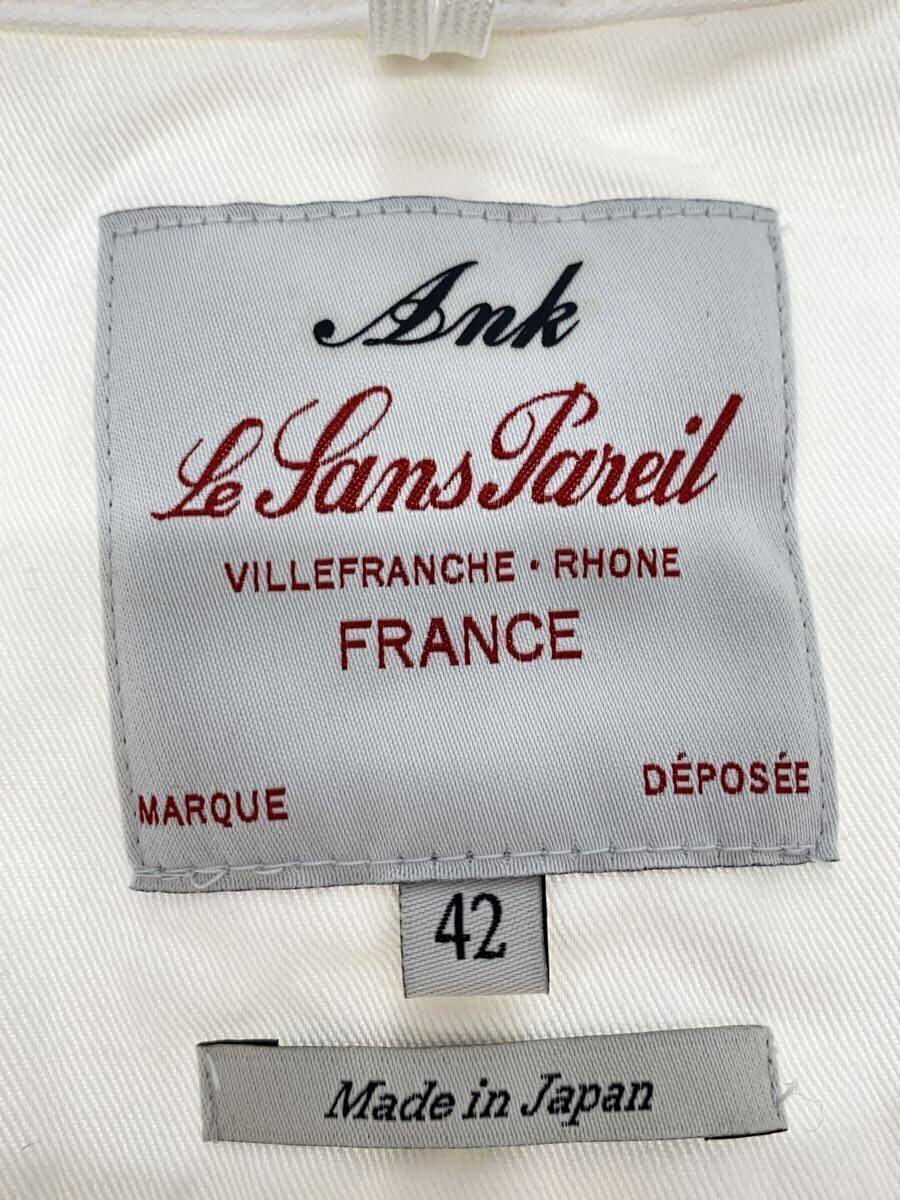 Ank
Le Sans Pareil
VILLEFRANCHE · RHONE
FRANCE
MARQUE DÉPOSÉE
42
Made in Japan